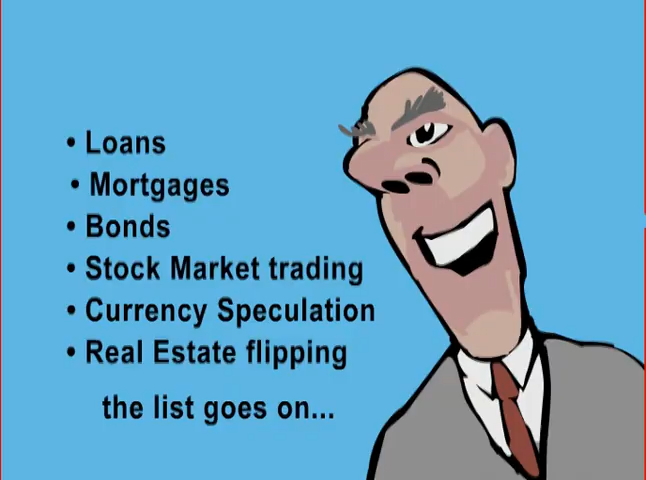 • Loans
• Mortgages
• Bonds
• Stock Market trading
• Currency Speculation
• Real Estate flipping
the list goes on...